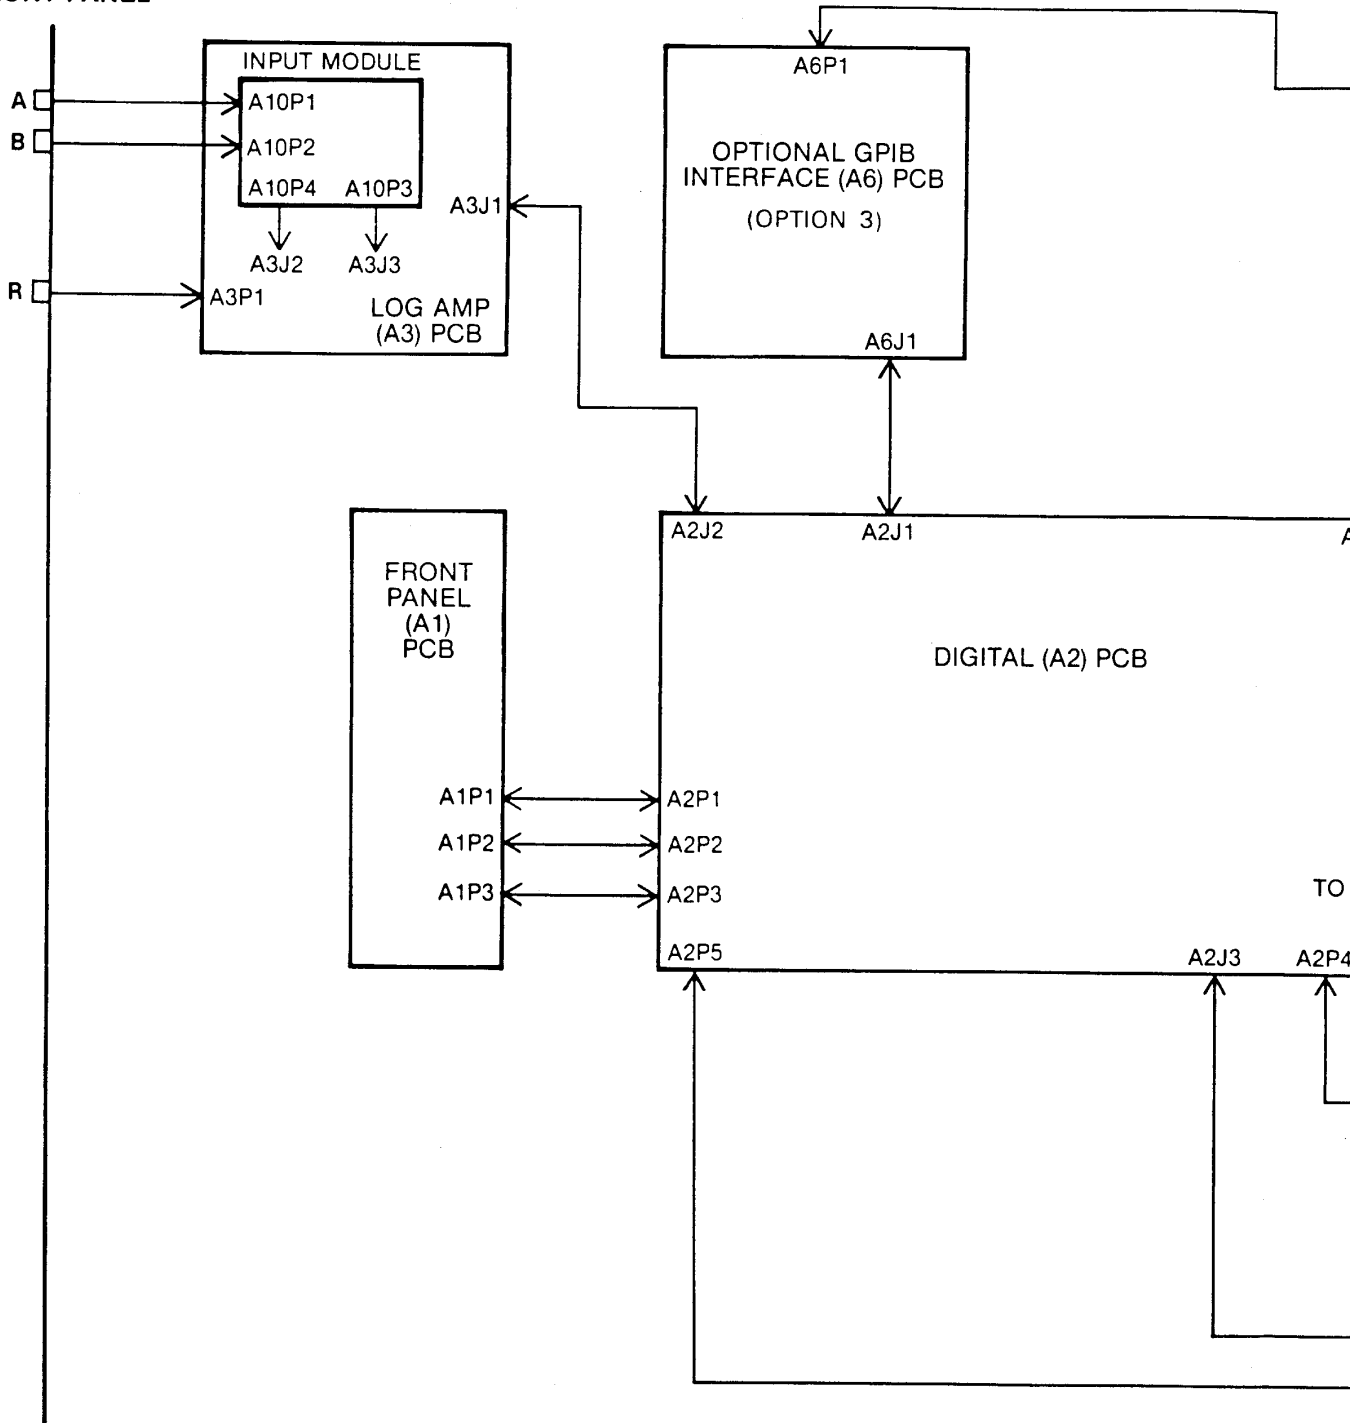 PANEL
INPUT MODULE
A
A10P1
B
A10P2
A10P4 A10P3
A3J1
A3J2 A3J3
R
A3P1
LOG AMP
(A3) PCB
A6P1
OPTIONAL GPIB
INTERFACE (A6) PCB
(OPTION 3)
A6J1
A2J2 A2J1
FRONT
PANEL
(A1)
PCB
DIGITAL (A2) PCB
A1P1 A2P1
A1P2 A2P2
A1P3 A2P3
TO
A2P5
A2J3 A2P4